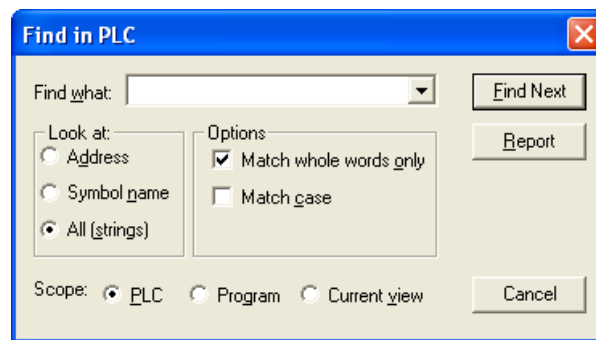 Find in PLC
Find what:
Find Next
Look at:
Address
Symbol name
All (strings)
Options
Match whole words only
Match case
Report
Scope: PLC Program Current view
Cancel